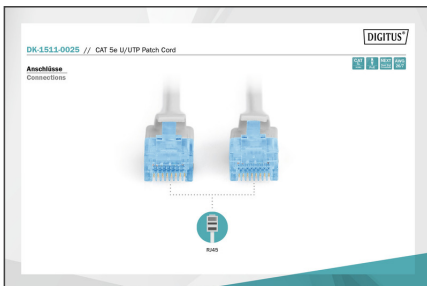 DIGITUS®
DK-1511-0025 // CAT 5e U/UTP Patch Cord
Anschlüsse
Connections
RJ45